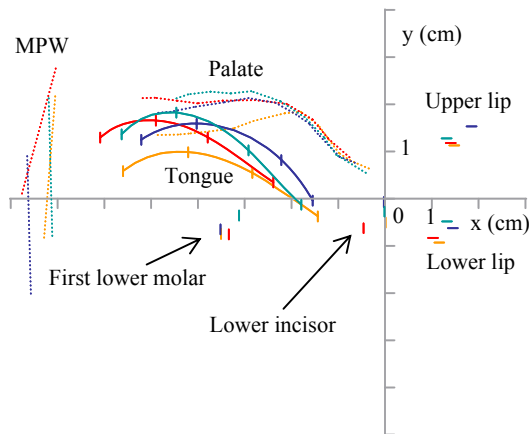 MPW
y (cm)
Palate
Upper lip
1
Tongue
0
1
x (cm)
First lower molar
Lower lip
Lower incisor